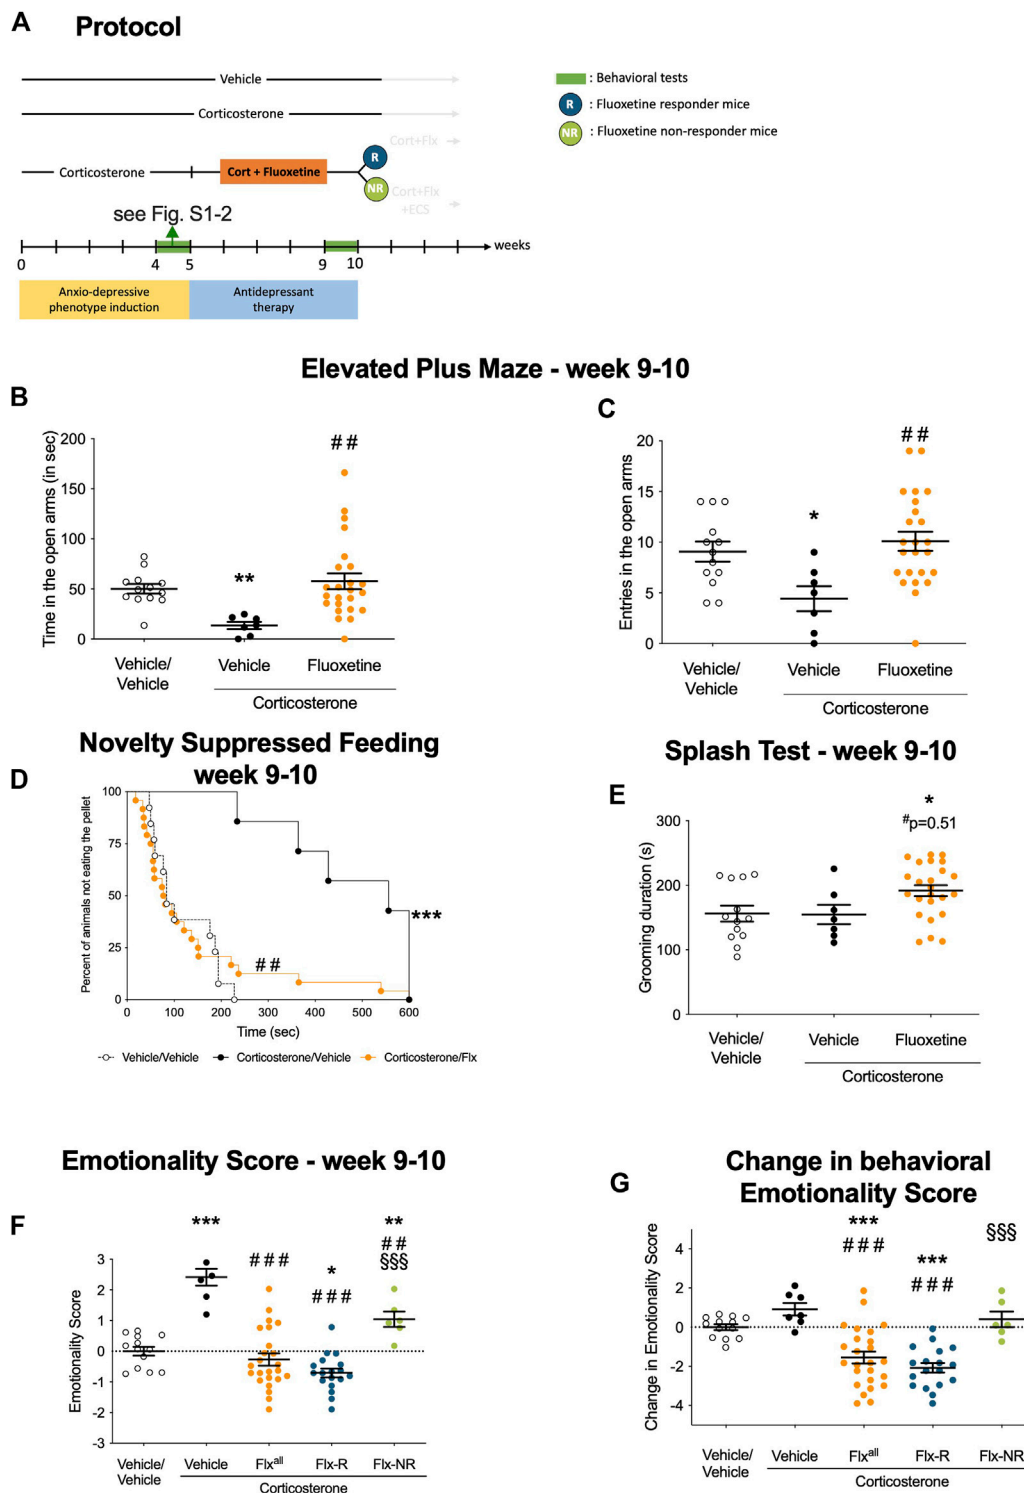 A Protocol
Vehicle
Corticosterone
Cort+Flx
Corticosterone
Cort + Fluoxetine
R
NR
Cort+Flx
+ECS
: Behavioral tests
R : Fluoxetine responder mice
NR : Fluoxetine non-responder mice
see Fig. S1-2
weeks
0 4 5 9 10
Anxio-depressive
phenotype induction
Antidepressant
therapy
Elevated Plus Maze - week 9-10
B
Time in the open arms (in sec)
200
150
100
50
0
**
##
Vehicle/
Vehicle
Vehicle
Fluoxetine
Corticosterone
C
Entries in the open arms
20
15
10
5
0
*
##
Vehicle/
Vehicle
Vehicle
Fluoxetine
Corticosterone
Novelty Suppressed Feeding
week 9-10
D
Percent of animals not eating the pellet
100
75
50
25
0
***
##
0 100 200 300 400 500 600
Time (sec)
Vehicle/Vehicle Corticosterone/Vehicle Corticosterone/Flx
Splash Test - week 9-10
E
Grooming duration (s)
300
200
100
0
*
#p=0.51
Vehicle/
Vehicle
Vehicle
Fluoxetine
Corticosterone
Emotionality Score - week 9-10
F
Emotionality Score
3
2
1
0
-1
-2
-3
***
###
*
###
**
##
§§§
Vehicle/
Vehicle
Vehicle
Flxall
Flx-R
Flx-NR
Corticosterone
Change in behavioral
Emotionality Score
G
Change in Emotionality Score
4
2
0
-2
-4
***
###
***
###
§§§
Vehicle/
Vehicle
Vehicle
Flxall
Flx-R
Flx-NR
Corticosterone